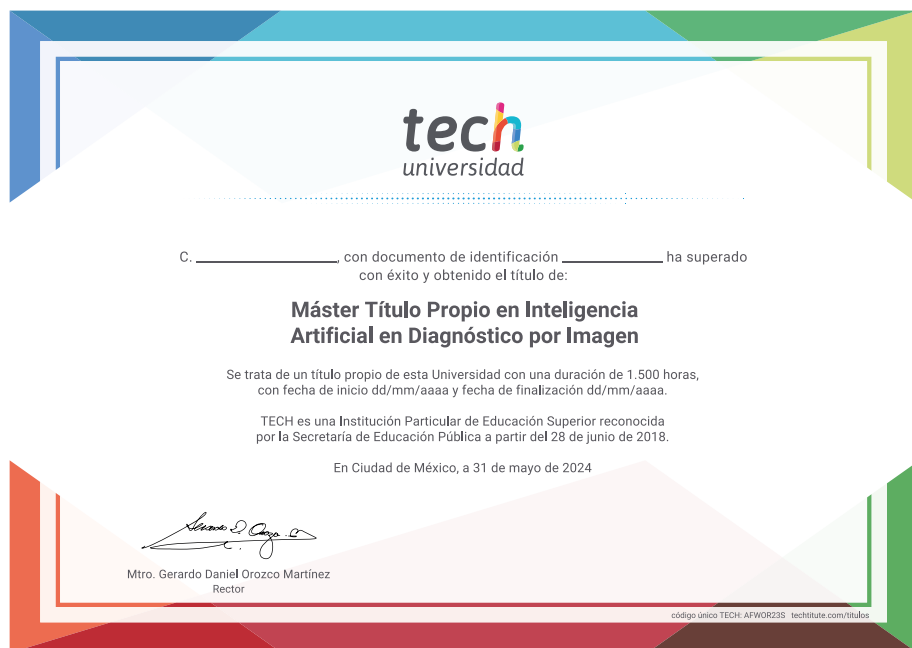 tech
universidad
C. ____________________, con documento de identificación ______________ ha superado
con éxito y obtenido el título de:
Máster Título Propio en Inteligencia
Artificial en Diagnóstico por Imagen
Se trata de un título propio de esta Universidad con una duración de 1.500 horas,
con fecha de inicio dd/mm/aaaa y fecha de finalización dd/mm/aaaa.
TECH es una Institución Particular de Educación Superior reconocida
por la Secretaría de Educación Pública a partir del 28 de junio de 2018.
En Ciudad de México, a 31 de mayo de 2024
Mtro. Gerardo Daniel Orozco Martínez
Rector
código único TECH: AFWOR23S techtitute.com/titulos